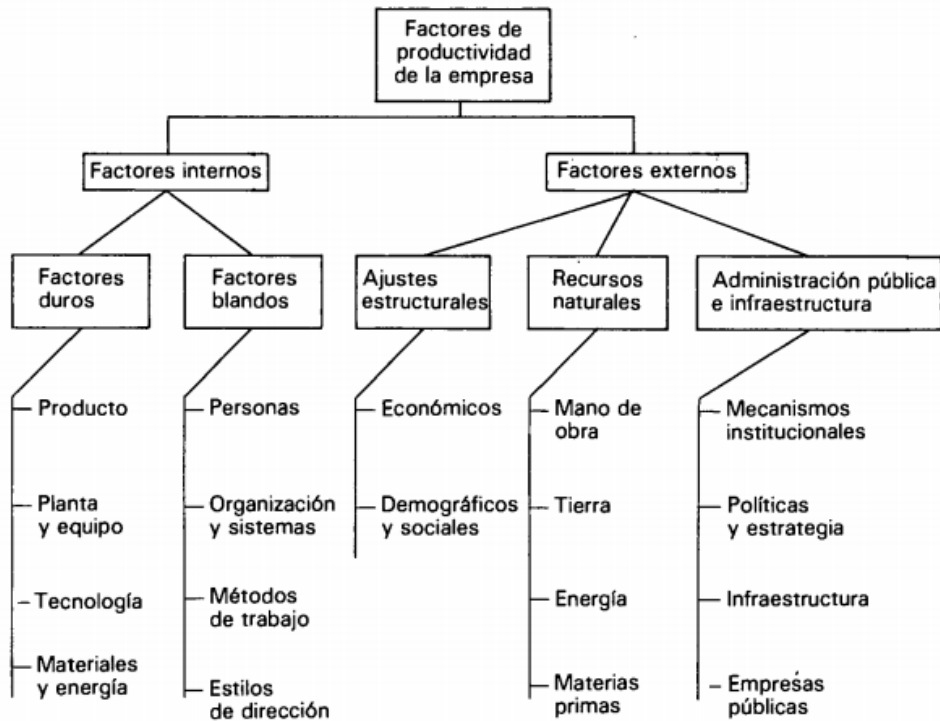 Factores de
productividad
de la empresa
Factores internos
Factores externos
Factores
duros
Factores
blandos
Ajustes
estructurales
Recursos
naturales
Administración pública
e infraestructura
Producto
Planta
y equipo
Tecnología
Materiales
y energía
Personas
Organización
y sistemas
Métodos
de trabajo
Estilos
de dirección
Económicos
Demográficos
y sociales
Mano de
obra
Tierra
Energía
Materias
primas
Mecanismos
institucionales
Políticas
y estrategia
Infraestructura
Empresas
públicas